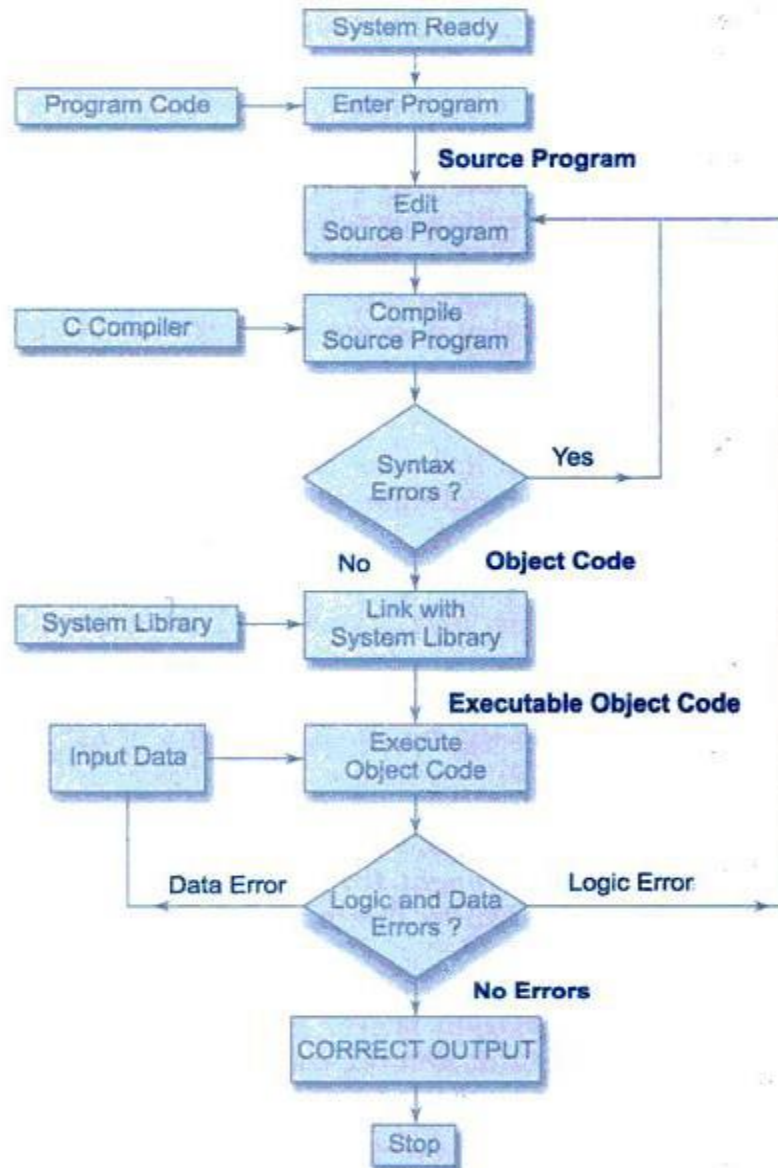 System Ready
Program Code
Enter Program
Source Program
Edit
Source Program
C Compiler
Compile
Source Program
Syntax
Errors ?
Yes
No
Object Code
System Library
Link with
System Library
Executable Object Code
Input Data
Execute
Object Code
Data Error
Logic and Data
Errors ?
Logic Error
No Errors
CORRECT OUTPUT
Stop